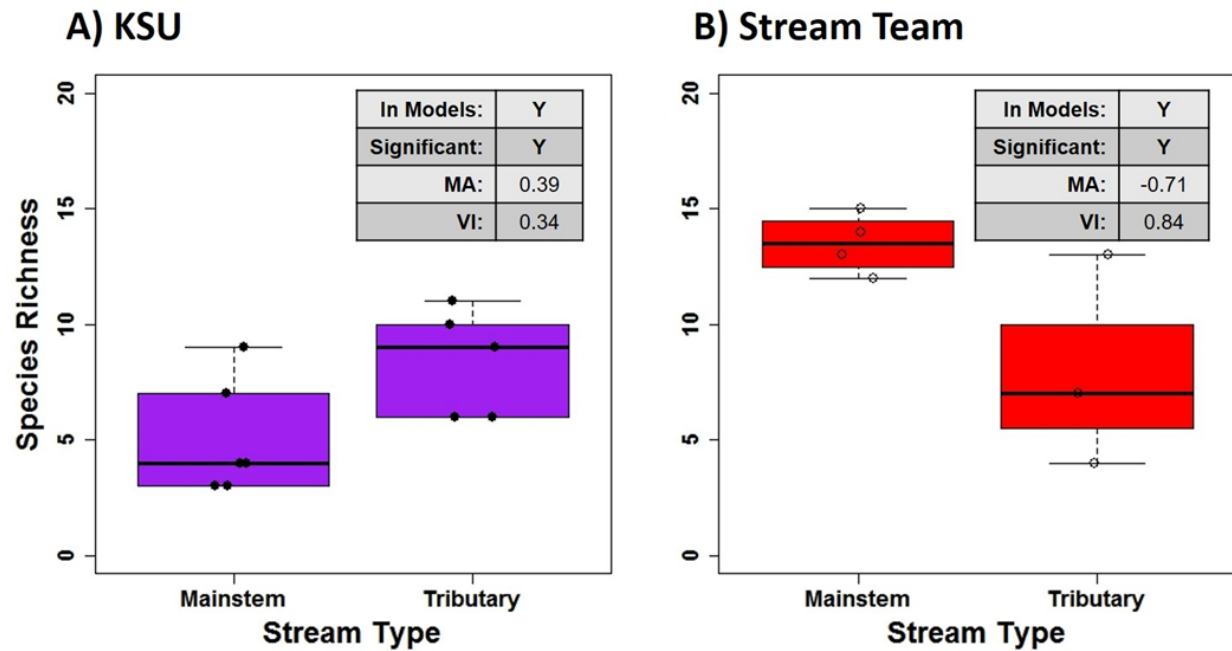 A) KSU
B) Stream Team
Species Richness
20
15
10
5
0
In Models: Y
Significant: Y
MA: 0.39
VI: 0.34
Mainstem
Tributary
Stream Type
20
15
10
5
0
In Models: Y
Significant: Y
MA: -0.71
VI: 0.84
Mainstem
Tributary
Stream Type